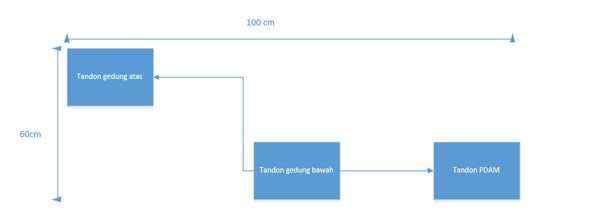 100 cm
Tandon gedung atas
60cm
Tandon gedung bawah
Tandon PDAM